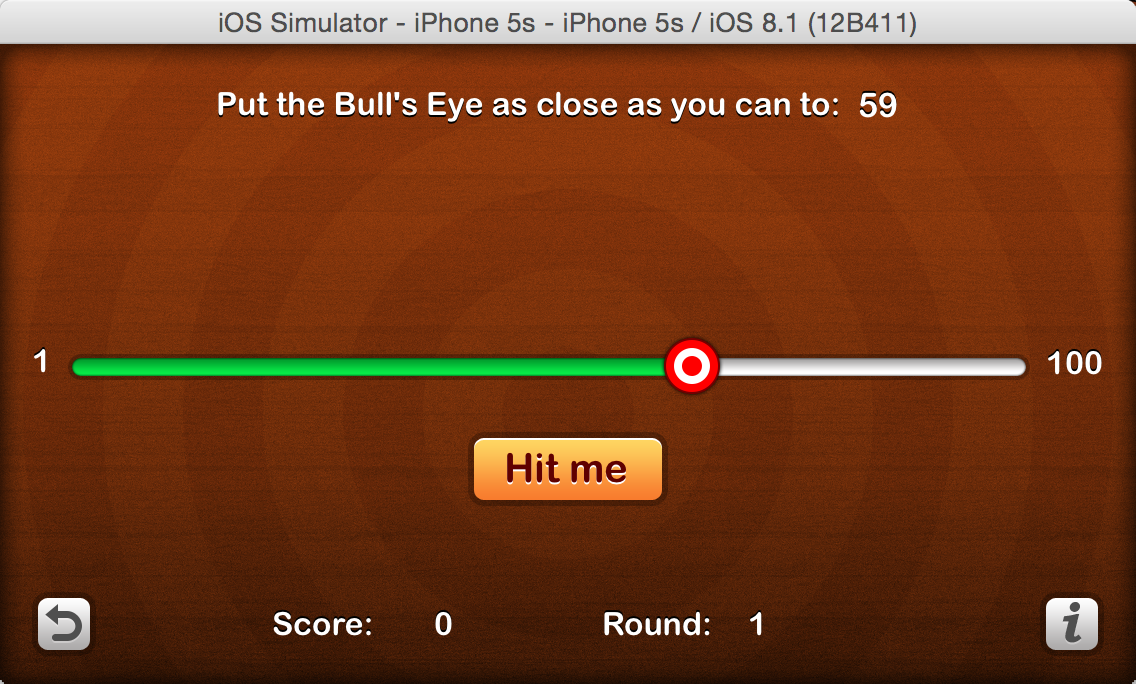 iOS Simulator - iPhone 5s - iPhone 5s / iOS 8.1 (12B411)
Put the Bull's Eye as close as you can to: 59
1 100
Hit me
Score: 0 Round: 1 i